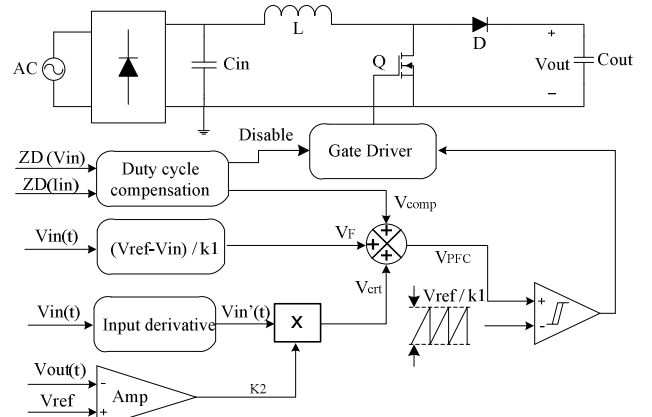 L
D
+
AC
Cin
Q
Vout
Cout
−
Disable
ZD (Vin)
ZD(Iin)
Duty cycle
compensation
Gate Driver
Vcomp
Vin(t)
(Vref-Vin) / k1
VF
+
+
+
VPFC
Vcrt
Vref / k1
+
-
Vin(t)
Input derivative
Vin’(t)
X
Vout(t)
Vref
-
+
Amp
K2